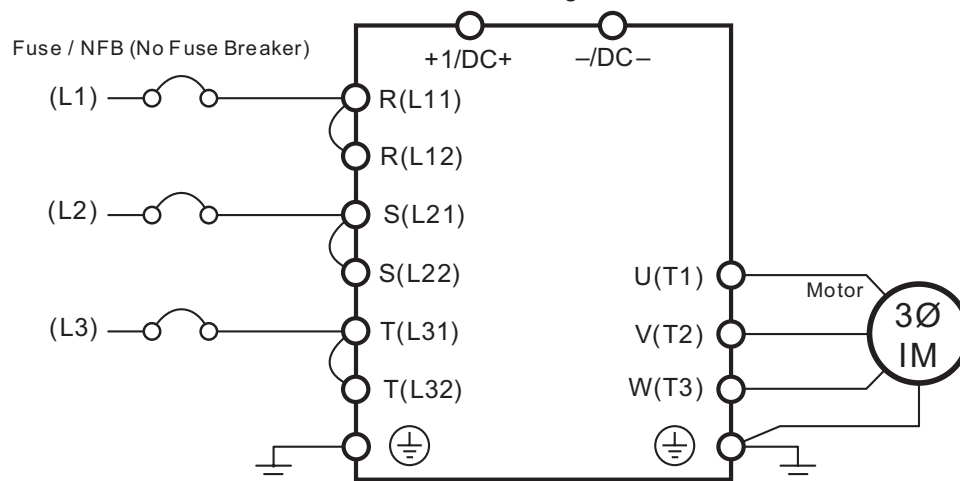 +1/DC+
–/DC–
Fuse / NFB (No Fuse Breaker)
(L1)
R(L11)
R(L12)
(L2)
S(L21)
S(L22)
(L3)
T(L31)
T(L32)
U(T1)
V(T2)
W(T3)
Motor
3Ø
IM